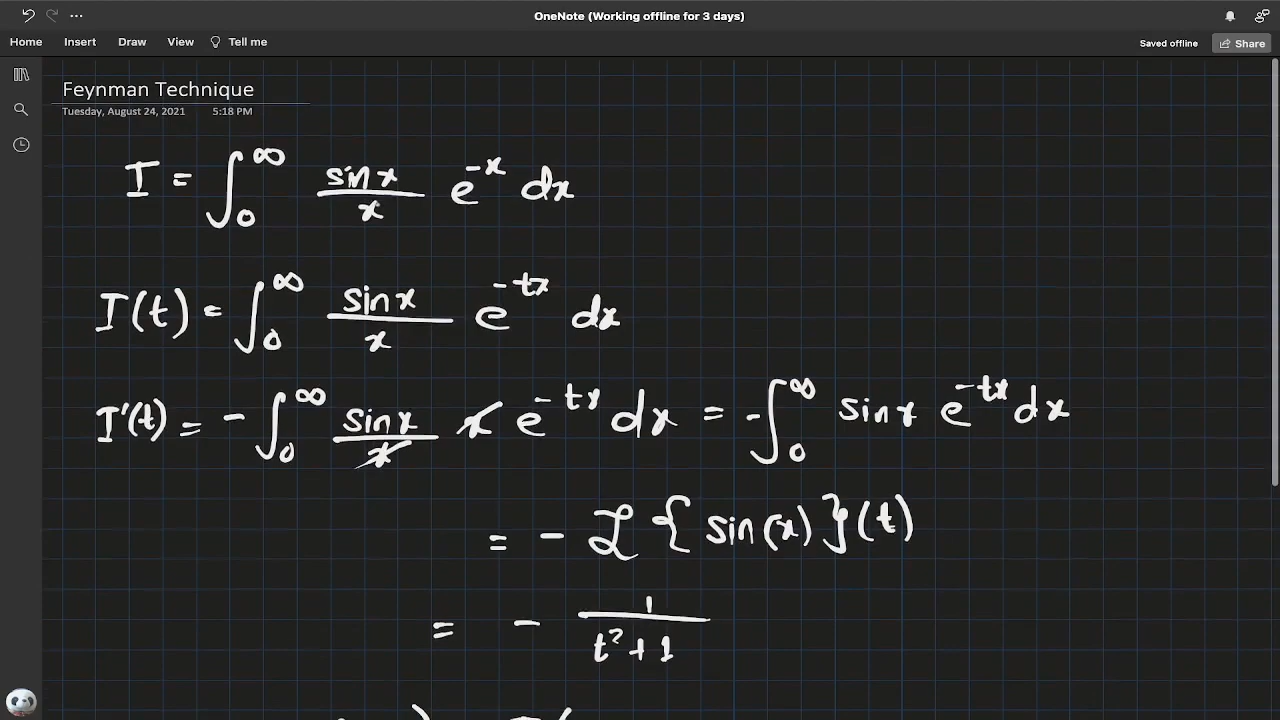 OneNote (Working offline for 3 days)
Home Insert Draw View Tell me Saved offline Share
Feynman Technique
Tuesday, August 24, 2021 5:18 PM
I = ∫₀^∞ sin x / x e^{-x} dx
I(t) = ∫₀^∞ sin x / x e^{-tx} dx
I'(t) = - ∫₀^∞ sin x / x x e^{-tx} dx = - ∫₀^∞ sin x e^{-tx} dx
= - ℒ { sin(x) } (t)
= - 1 / t² + 1